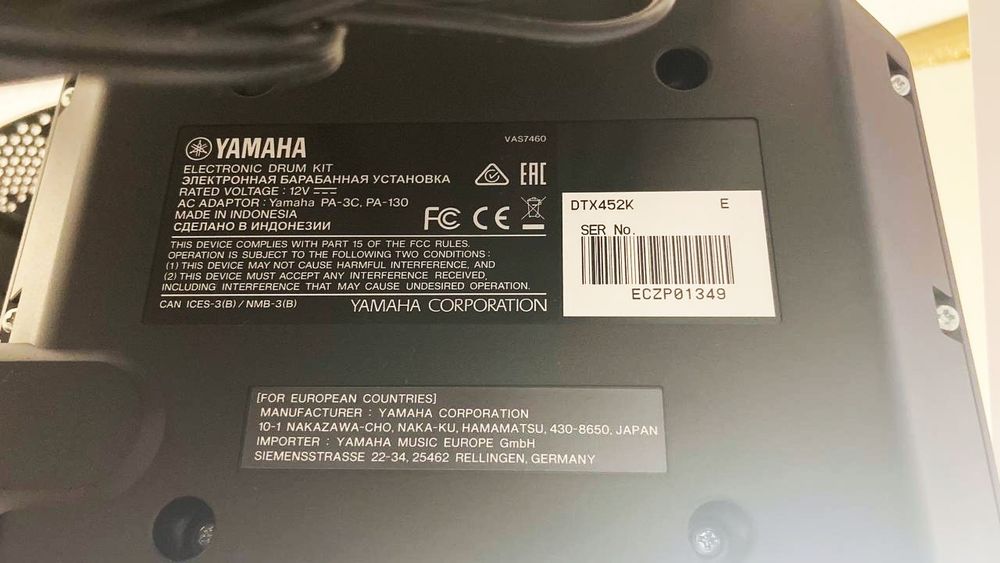 YAMAHA
VAS7460
ELECTRONIC DRUM KIT
ЭЛЕКТРОННАЯ БАРАБАННАЯ УСТАНОВКА
RATED VOLTAGE : 12V
AC ADAPTOR : Yamaha PA-3C, PA-130
MADE IN INDONESIA
СДЕЛАНО В ИНДОНЕЗИИ
EAC
FC CE
THIS DEVICE COMPLIES WITH PART 15 OF THE FCC RULES.
OPERATION IS SUBJECT TO THE FOLLOWING TWO CONDITIONS :
(1) THIS DEVICE MAY NOT CAUSE HARMFUL INTERFERENCE, AND
(2) THIS DEVICE MUST ACCEPT ANY INTERFERENCE RECEIVED,
INCLUDING INTERFERENCE THAT MAY CAUSE UNDESIRED OPERATION.
CAN ICES-3(B) / NMB-3(B)
YAMAHA CORPORATION
DTX452K E
SER No.
ECZP01349
[FOR EUROPEAN COUNTRIES]
MANUFACTURER : YAMAHA CORPORATION
10-1 NAKAZAWA-CHO, NAKA-KU, HAMAMATSU, 430-8650, JAPAN
IMPORTER : YAMAHA MUSIC EUROPE GmbH
SIEMENSSTRASSE 22-34, 25462 RELLINGEN, GERMANY